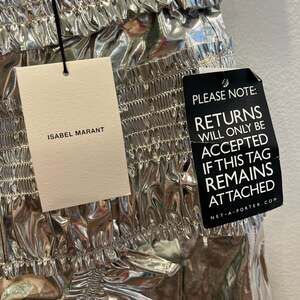 ISABEL MARANT
PLEASE NOTE:
RETURNS
WILL ONLY BE
ACCEPTED
IF THIS TAG
REMAINS
ATTACHED
NET-A-PORTER.COM